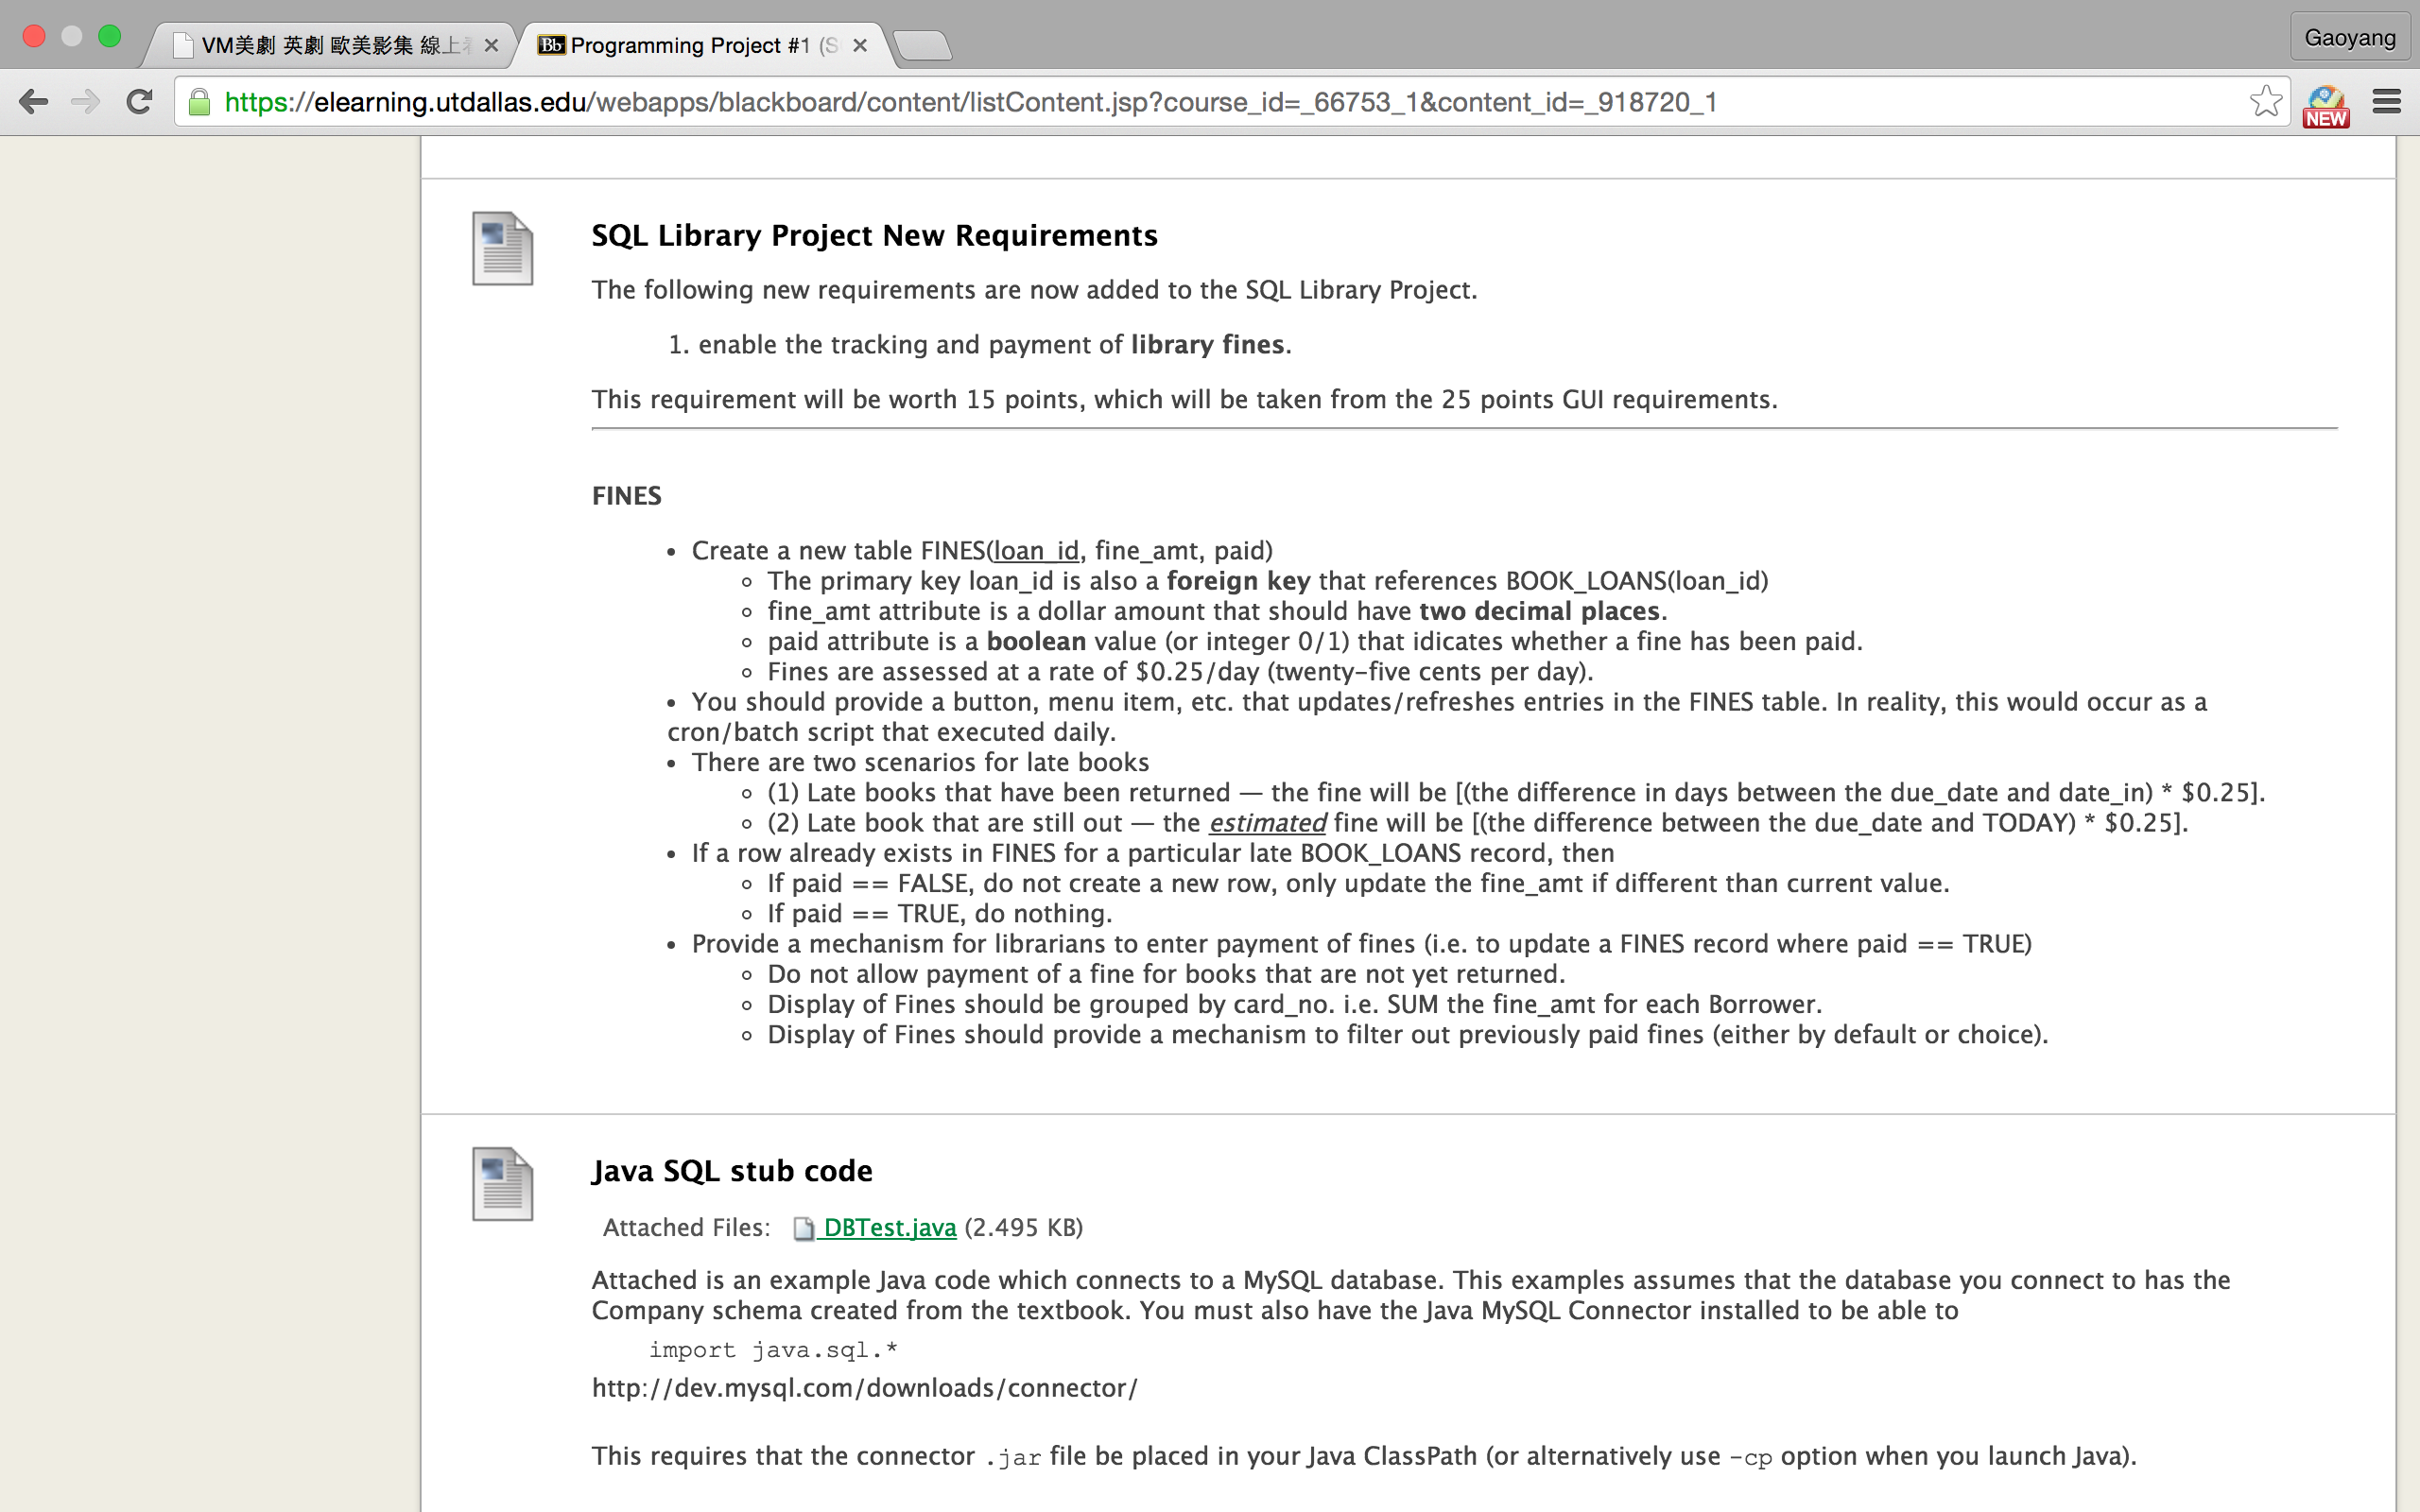 VM美劇 英劇 歐美影集 線上
Programming Project #1 (S
Gaoyang
https://elearning.utdallas.edu/webapps/blackboard/content/listContent.jsp?course_id=_66753_1&content_id=_918720_1
NEW
SQL Library Project New Requirements
The following new requirements are now added to the SQL Library Project.
1. enable the tracking and payment of library fines.
This requirement will be worth 15 points, which will be taken from the 25 points GUI requirements.
FINES
• Create a new table FINES(loan_id, fine_amt, paid)
◦ The primary key loan_id is also a foreign key that references BOOK_LOANS(loan_id)
◦ fine_amt attribute is a dollar amount that should have two decimal places.
◦ paid attribute is a boolean value (or integer 0/1) that idicates whether a fine has been paid.
◦ Fines are assessed at a rate of $0.25/day (twenty-five cents per day).
• You should provide a button, menu item, etc. that updates/refreshes entries in the FINES table. In reality, this would occur as a
cron/batch script that executed daily.
• There are two scenarios for late books
◦ (1) Late books that have been returned — the fine will be [(the difference in days between the due_date and date_in) * $0.25].
◦ (2) Late book that are still out — the estimated fine will be [(the difference between the due_date and TODAY) * $0.25].
• If a row already exists in FINES for a particular late BOOK_LOANS record, then
◦ If paid == FALSE, do not create a new row, only update the fine_amt if different than current value.
◦ If paid == TRUE, do nothing.
• Provide a mechanism for librarians to enter payment of fines (i.e. to update a FINES record where paid == TRUE)
◦ Do not allow payment of a fine for books that are not yet returned.
◦ Display of Fines should be grouped by card_no. i.e. SUM the fine_amt for each Borrower.
◦ Display of Fines should provide a mechanism to filter out previously paid fines (either by default or choice).
Java SQL stub code
Attached Files: DBTest.java (2.495 KB)
Attached is an example Java code which connects to a MySQL database. This examples assumes that the database you connect to has the
Company schema created from the textbook. You must also have the Java MySQL Connector installed to be able to
import java.sql.*
http://dev.mysql.com/downloads/connector/
This requires that the connector .jar file be placed in your Java ClassPath (or alternatively use -cp option when you launch Java).